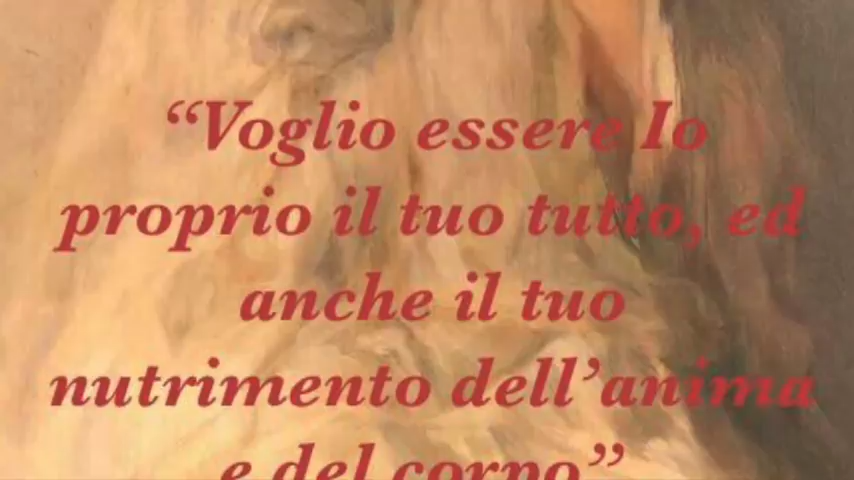 “Voglio essere Io
proprio il tuo tutto, ed
anche il tuo
nutrimento dell’anima
e del corpo”